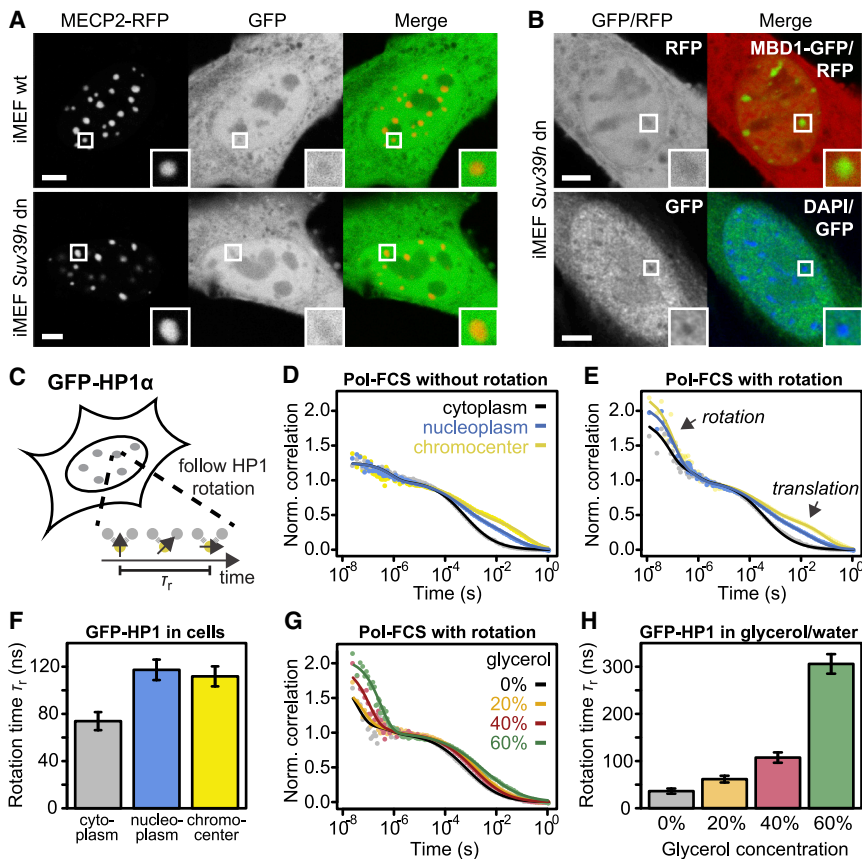 A
MECP2-RFP
GFP
Merge
iMEF wt
iMEF Suv39h dn
B
GFP/RFP
Merge
iMEF Suv39h dn
RFP
MBD1-GFP/
RFP
GFP
DAPI/
GFP
C
GFP-HP1α
follow HP1
rotation
time
τr
D
Pol-FCS without rotation
Norm. correlation
2.0
1.5
1.0
0.5
0.0
cytoplasm
nucleoplasm
chromocenter
10⁻⁸ 10⁻⁶ 10⁻⁴ 10⁻² 10⁰
Time (s)
E
Pol-FCS with rotation
Norm. correlation
2.0
1.5
1.0
0.5
0.0
rotation
translation
10⁻⁸ 10⁻⁶ 10⁻⁴ 10⁻² 10⁰
Time (s)
F
GFP-HP1 in cells
Rotation time τr (ns)
120
80
40
0
cyto-
plasm
nucleo-
plasm
chromo-
center
G
Pol-FCS with rotation
Norm. correlation
2.0
1.5
1.0
0.5
0.0
glycerol
0%
20%
40%
60%
10⁻⁸ 10⁻⁶ 10⁻⁴ 10⁻² 10⁰
Time (s)
H
GFP-HP1 in glycerol/water
Rotation time τr (ns)
300
200
100
50
0
0% 20% 40% 60%
Glycerol concentration